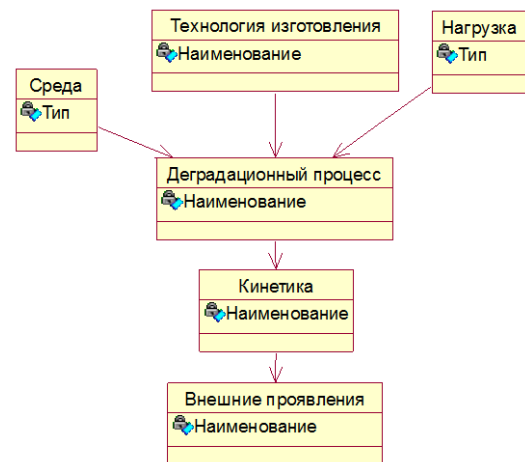 Технология изготовления
Наименование
Нагрузка
Тип
Среда
Тип
Деградационный процесс
Наименование
Кинетика
Наименование
Внешние проявления
Наименование